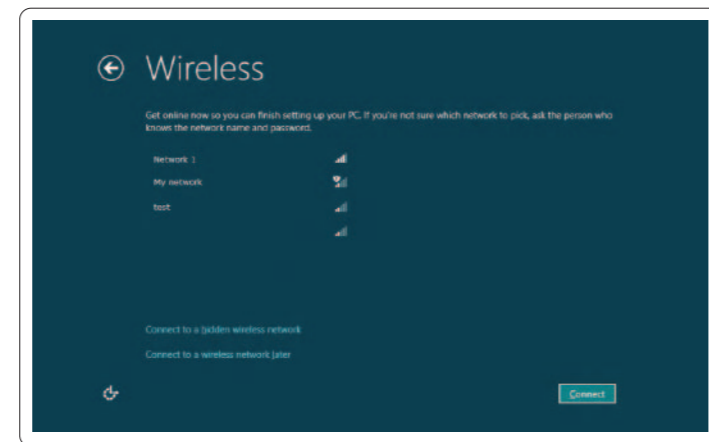 Wireless
Get online now so you can finish setting up your PC. If you're not sure which network to pick, ask the person who
knows the network name and password.
Network 1
My network
test
Connect to a hidden wireless network
Connect to a wireless network later
Connect